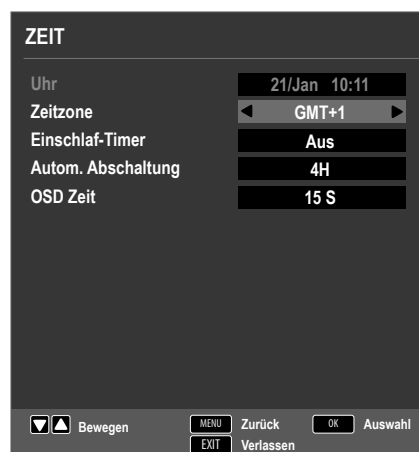 ZEIT
Uhr 21/Jan 10:11
Zeitzone GMT+1
Einschlaf-Timer Aus
Autom. Abschaltung 4H
OSD Zeit 15 S
Bewegen MENU Zurück OK Auswahl
EXIT Verlassen